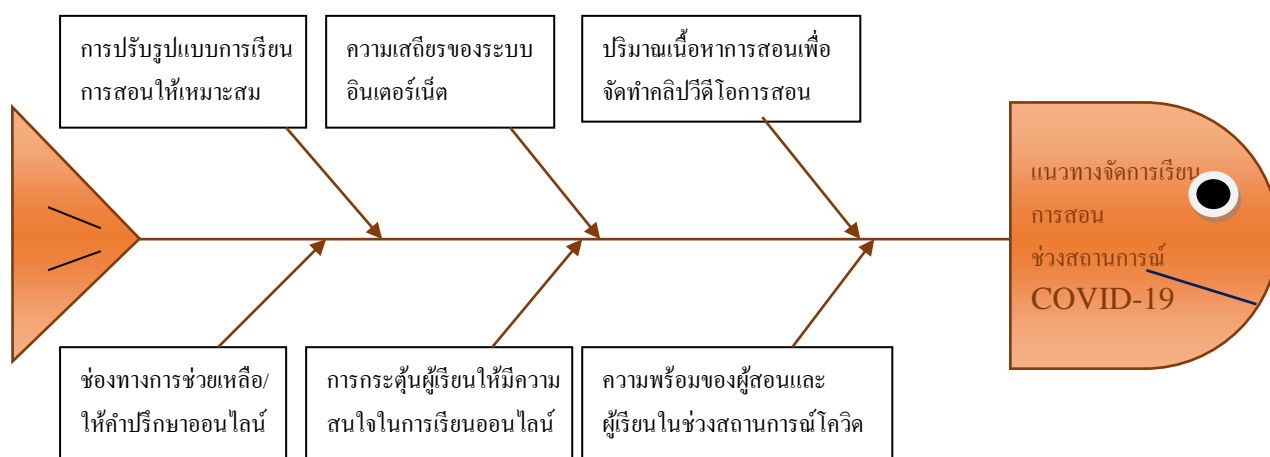 การปรับรูปแบบการเรียน
การสอนให้เหมาะสม
ความเสถียรของระบบ
อินเตอร์เน็ต
ปริมาณเนื้อหาการสอนเพื่อ
จัดทำคลิปวีดีโอการสอน
แนวทางจัดการเรียน
การสอน
ช่วงสถานการณ์
COVID-19
ช่องทางการช่วยเหลือ/
ให้คำปรึกษาออนไลน์
การกระตุ้นผู้เรียนให้มีความ
สนใจในการเรียนออนไลน์
ความพร้อมของผู้สอนและ
ผู้เรียนในช่วงสถานการณ์โควิด